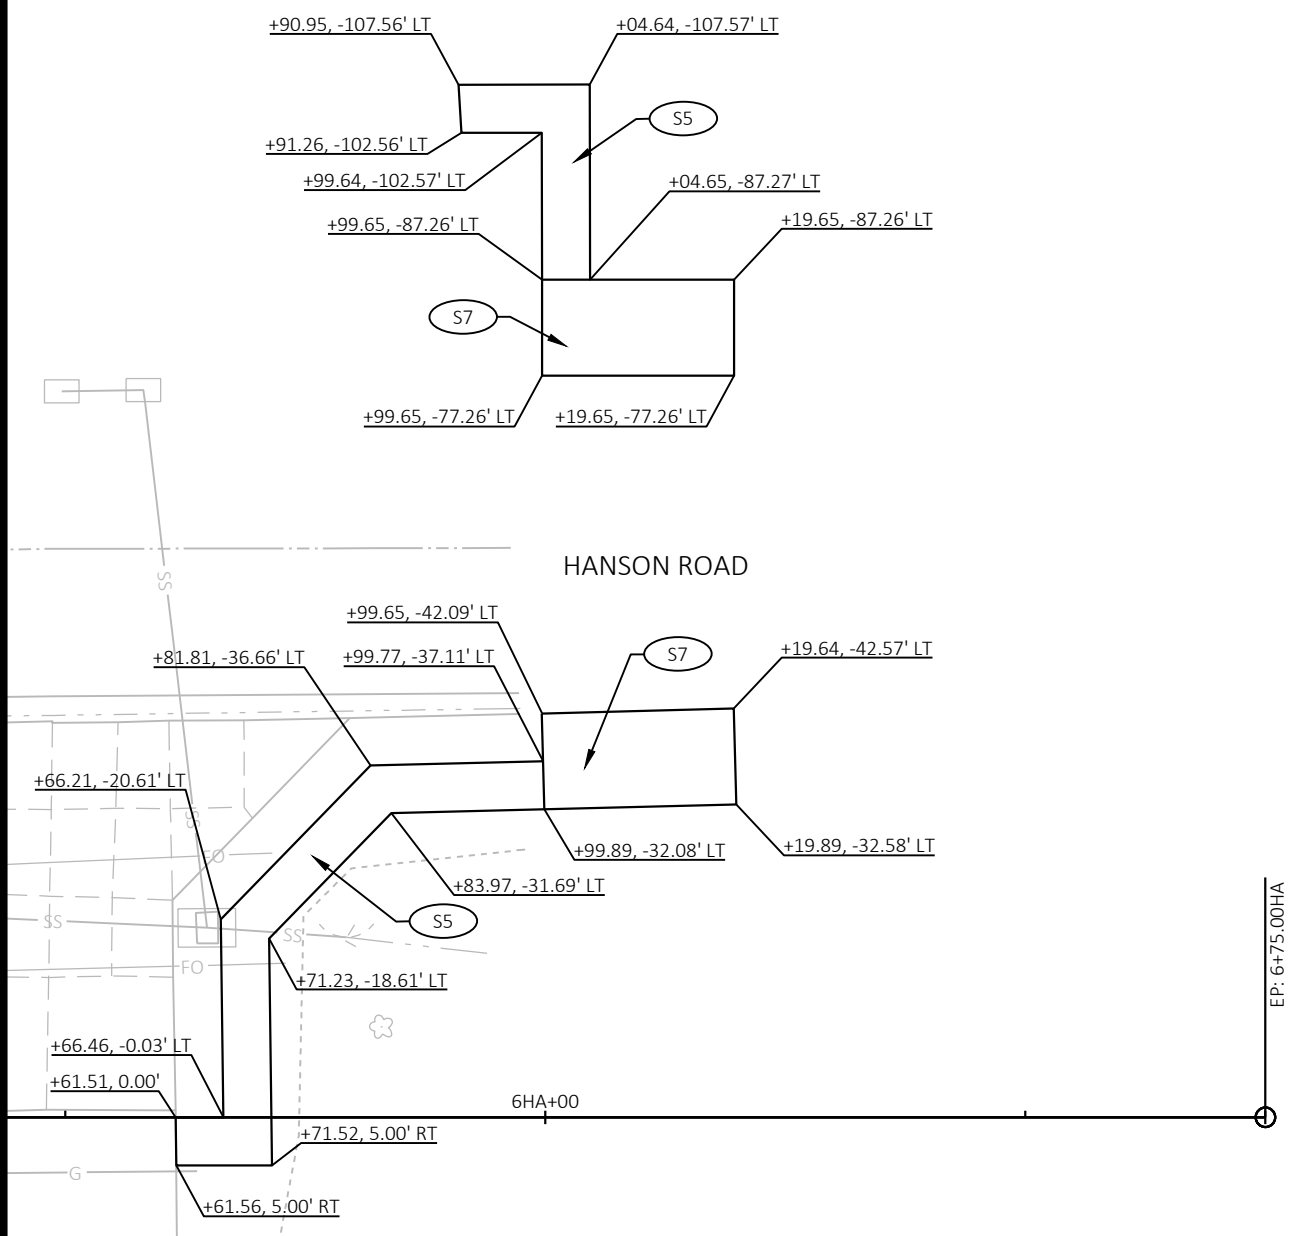 +90.95, -107.56' LT
+04.64, -107.57' LT
S5
+91.26, -102.56' LT
+99.64, -102.57' LT
+04.65, -87.27' LT
+99.65, -87.26' LT
+19.65, -87.26' LT
S7
+99.65, -77.26' LT
+19.65, -77.26' LT
SS
HANSON ROAD
+99.65, -42.09' LT
+81.81, -36.66' LT
+99.77, -37.11' LT
S7
+19.64, -42.57' LT
+66.21, -20.61' LT
SS
FO
+99.89, -32.08' LT
+19.89, -32.58' LT
+83.97, -31.69' LT
SS
S5
SS
FO
+71.23, -18.61' LT
EP: 6+75.00HA
+66.46, -0.03' LT
+61.51, 0.00'
6HA+00
+71.52, 5.00' RT
G
+61.56, 5.00' RT